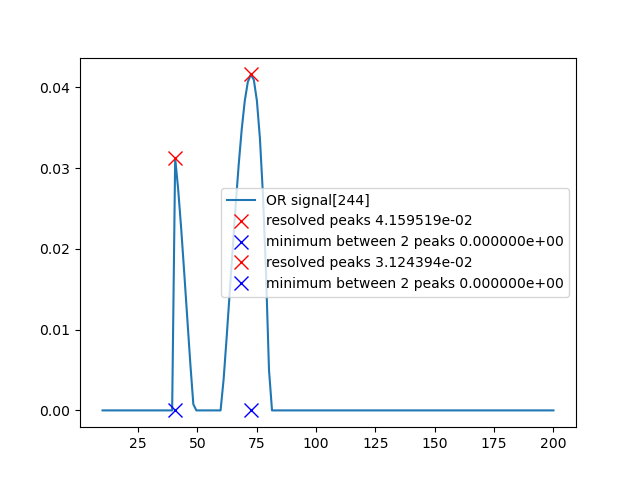 0.04
0.03
0.02
0.01
0.00
OR signal[244]
resolved peaks 4.159519e-02
minimum between 2 peaks 0.000000e+00
resolved peaks 3.124394e-02
minimum between 2 peaks 0.000000e+00
25 50 75 100 125 150 175 200